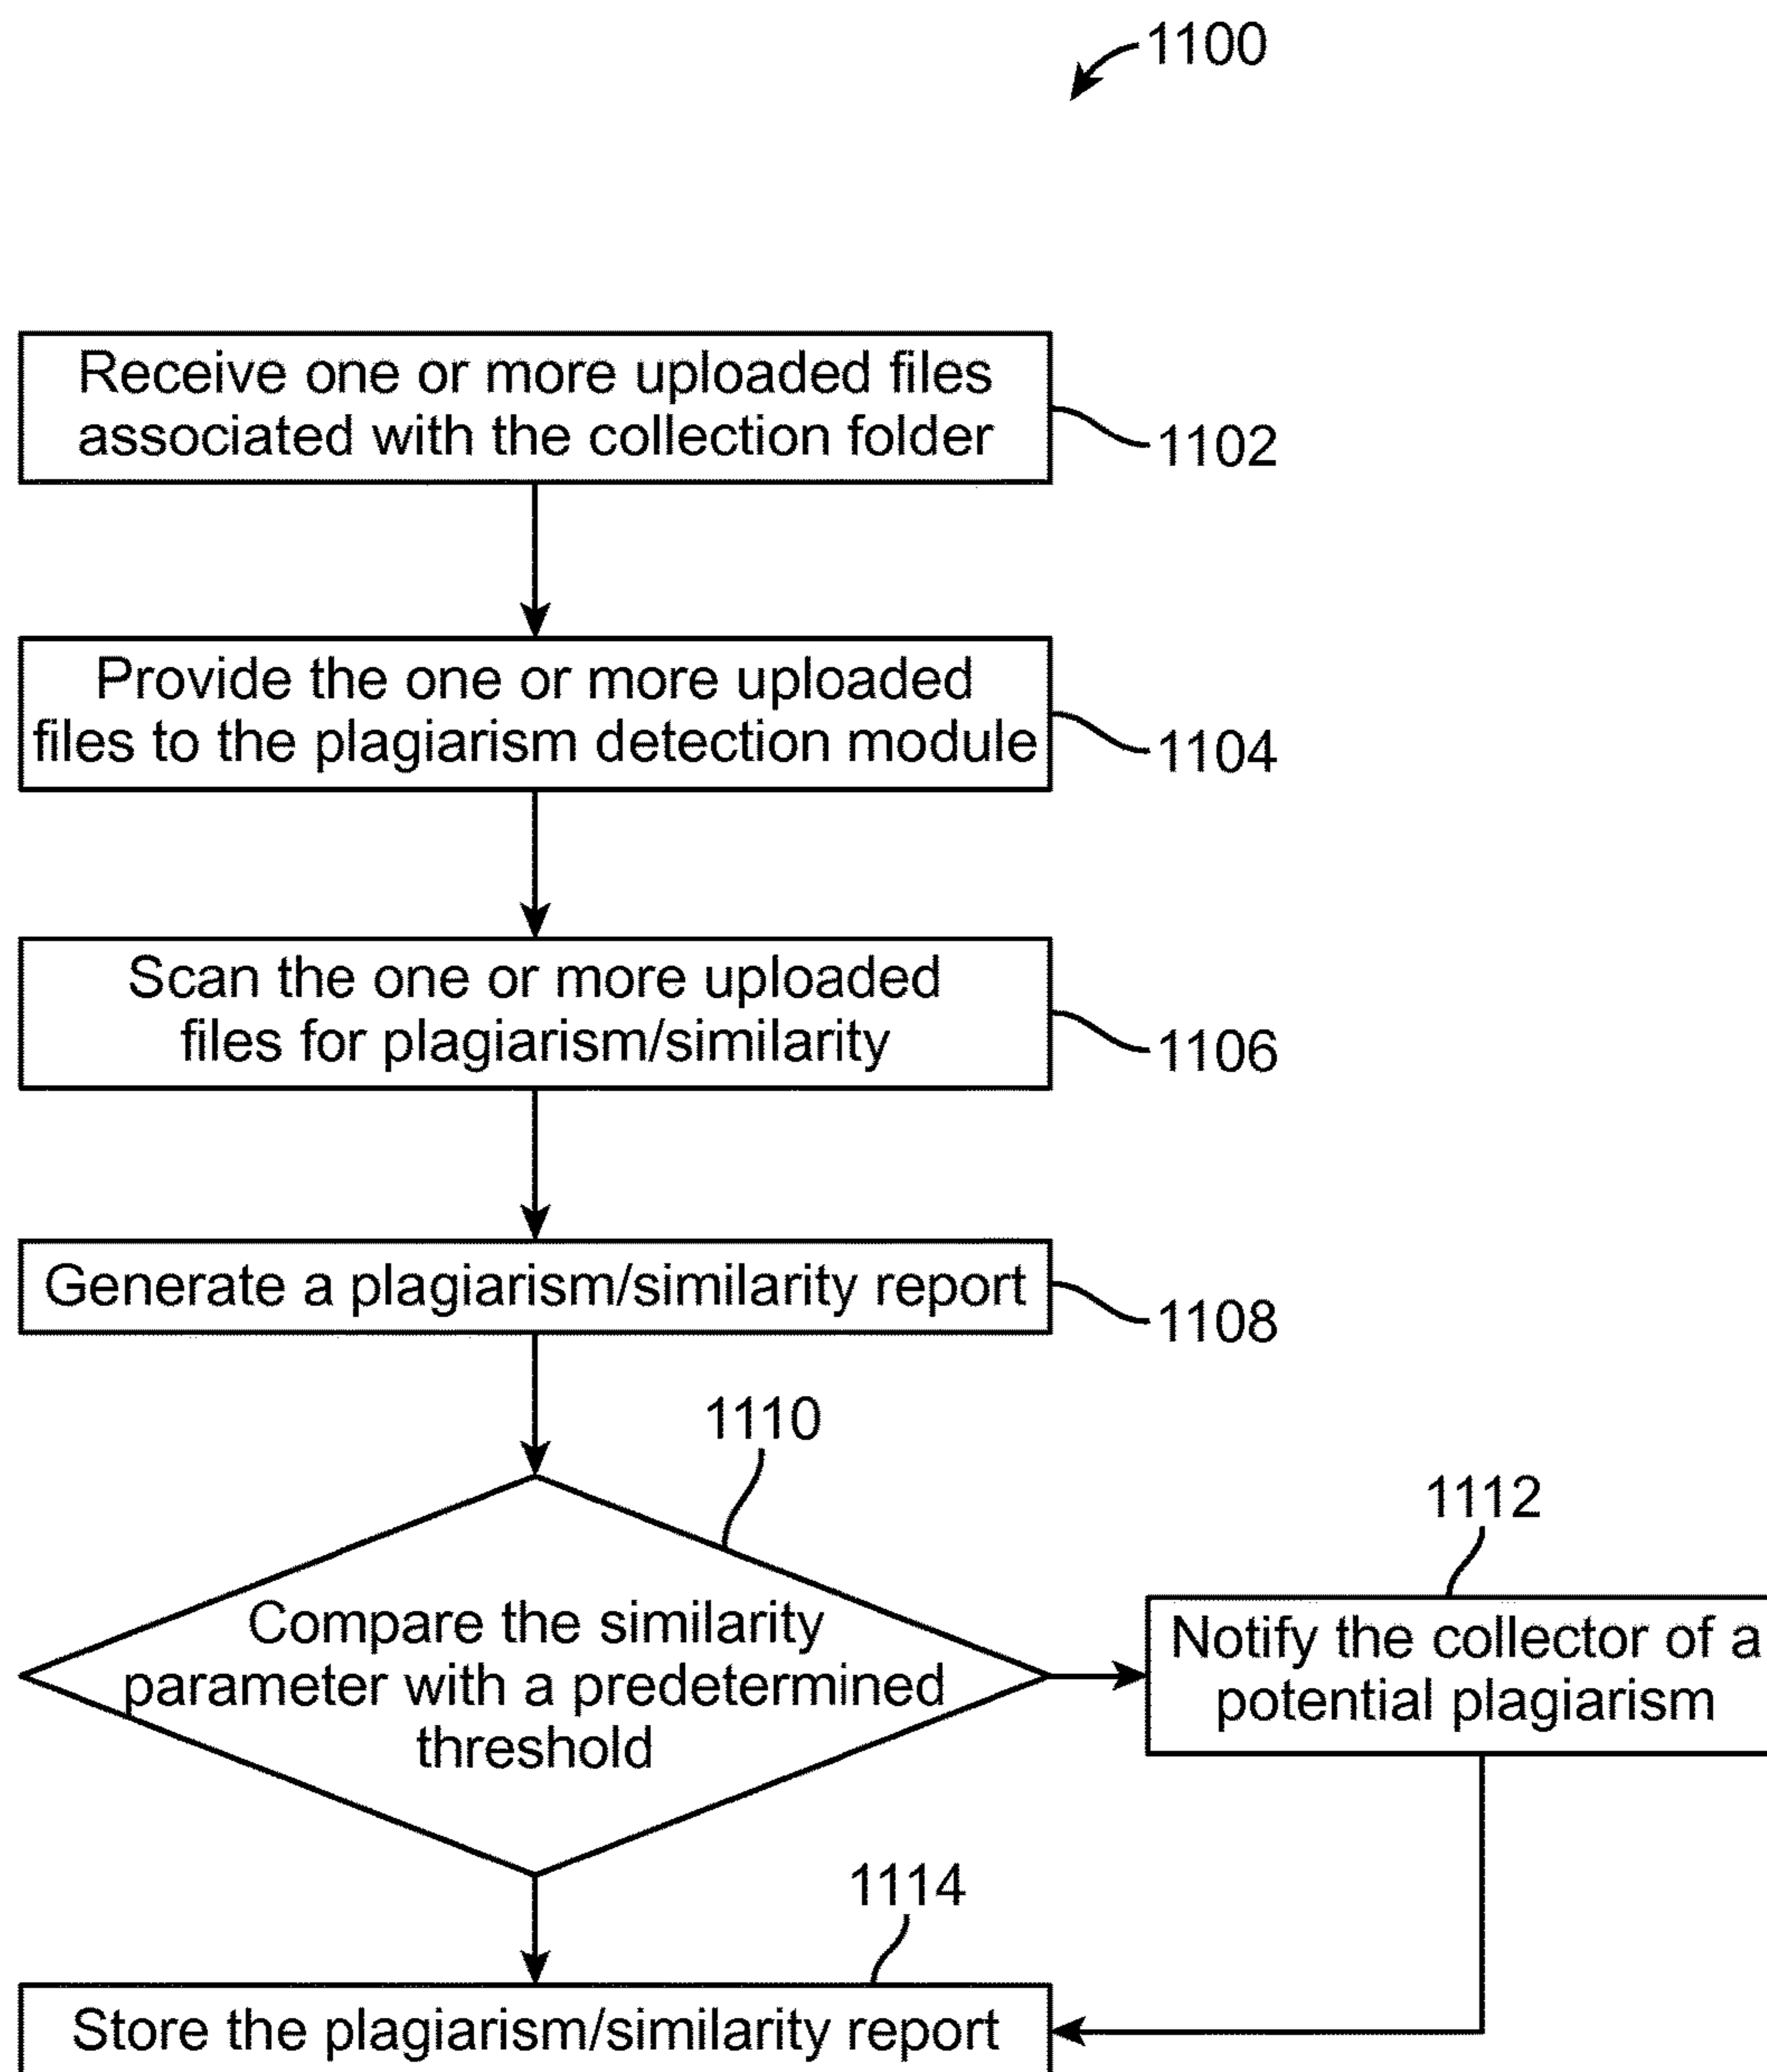 1100
Receive one or more uploaded files
associated with the collection folder
1102
Provide the one or more uploaded
files to the plagiarism detection module
1104
Scan the one or more uploaded
files for plagiarism/similarity
1106
Generate a plagiarism/similarity report
1108
1110
Compare the similarity
parameter with a predetermined
threshold
1112
Notify the collector of a
potential plagiarism
1114
Store the plagiarism/similarity report